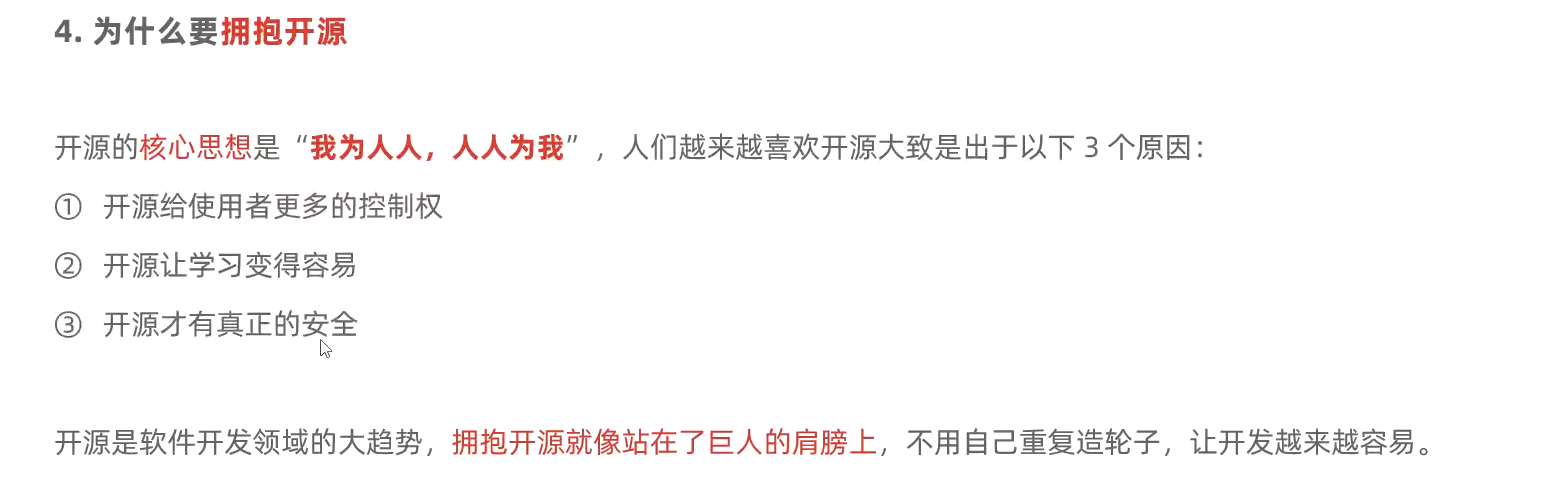 4. 为什么要拥抱开源
开源的核心思想是“我为人人，人人为我”，人们越来越喜欢开源大致是出于以下 3 个原因：
① 开源给使用者更多的控制权
② 开源让学习变得容易
③ 开源才有真正的安全
开源是软件开发领域的大趋势，拥抱开源就像站在了巨人的肩膀上，不用自己重复造轮子，让开发越来越容易。